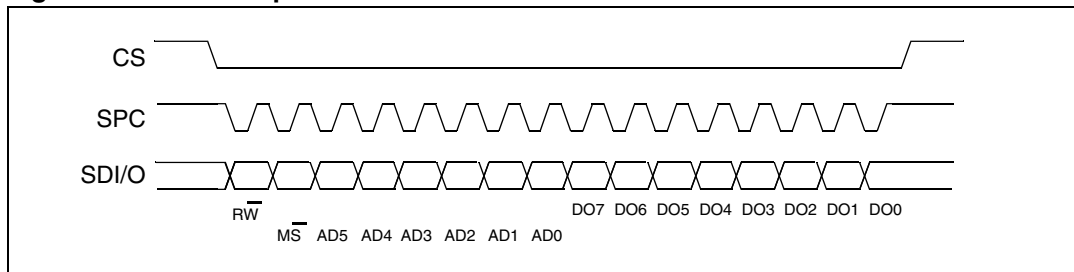 CS
SPC
SDI/O
RW
DO7 DO6 DO5 DO4 DO3 DO2 DO1 DO0
MS AD5 AD4 AD3 AD2 AD1 AD0